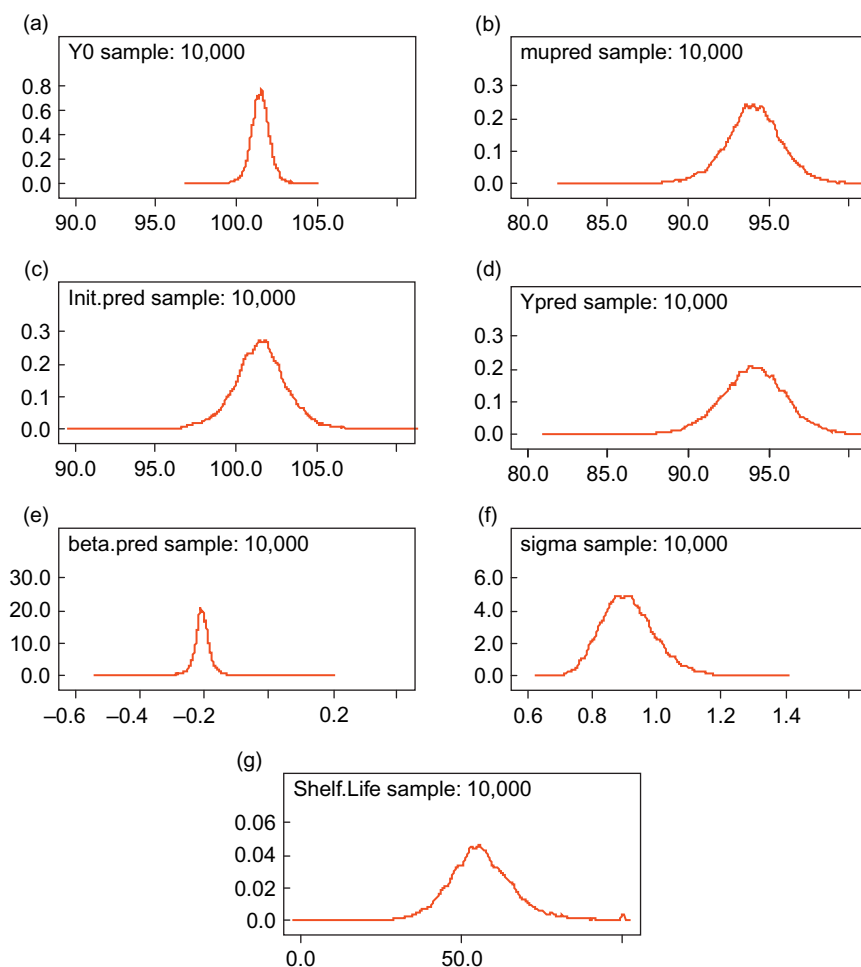 (a)
Y0 sample: 10,000
0.8
0.6
0.4
0.2
0.0
90.0 95.0 100.0 105.0
(b)
mupred sample: 10,000
0.3
0.2
0.1
0.0
80.0 85.0 90.0 95.0
(c)
Init.pred sample: 10,000
0.3
0.2
0.1
0.0
90.0 95.0 100.0 105.0
(d)
Ypred sample: 10,000
0.3
0.2
0.1
0.0
80.0 85.0 90.0 95.0
(e)
beta.pred sample: 10,000
30.0
20.0
10.0
0.0
–0.6 –0.4 –0.2 0.2
(f)
sigma sample: 10,000
6.0
4.0
2.0
0.0
0.6 0.8 1.0 1.2 1.4
(g)
Shelf.Life sample: 10,000
0.06
0.04
0.02
0.0
0.0 50.0